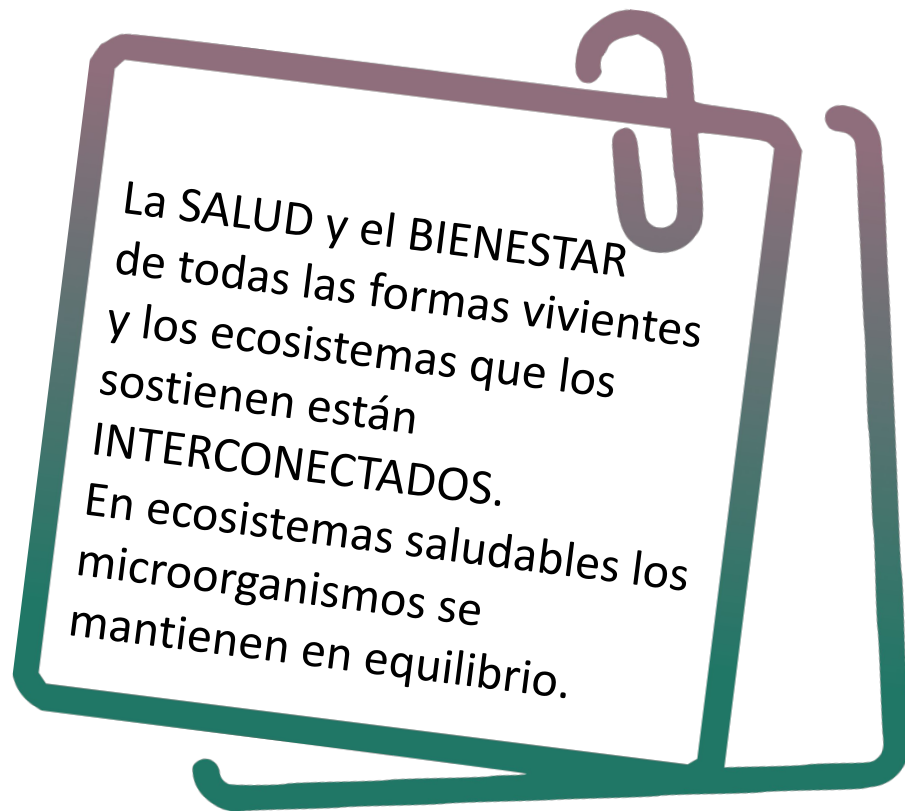 La SALUD y el BIENESTAR
de todas las formas vivientes
y los ecosistemas que los
sostienen están
INTERCONECTADOS.
En ecosistemas saludables los
microorganismos se
mantienen en equilibrio.